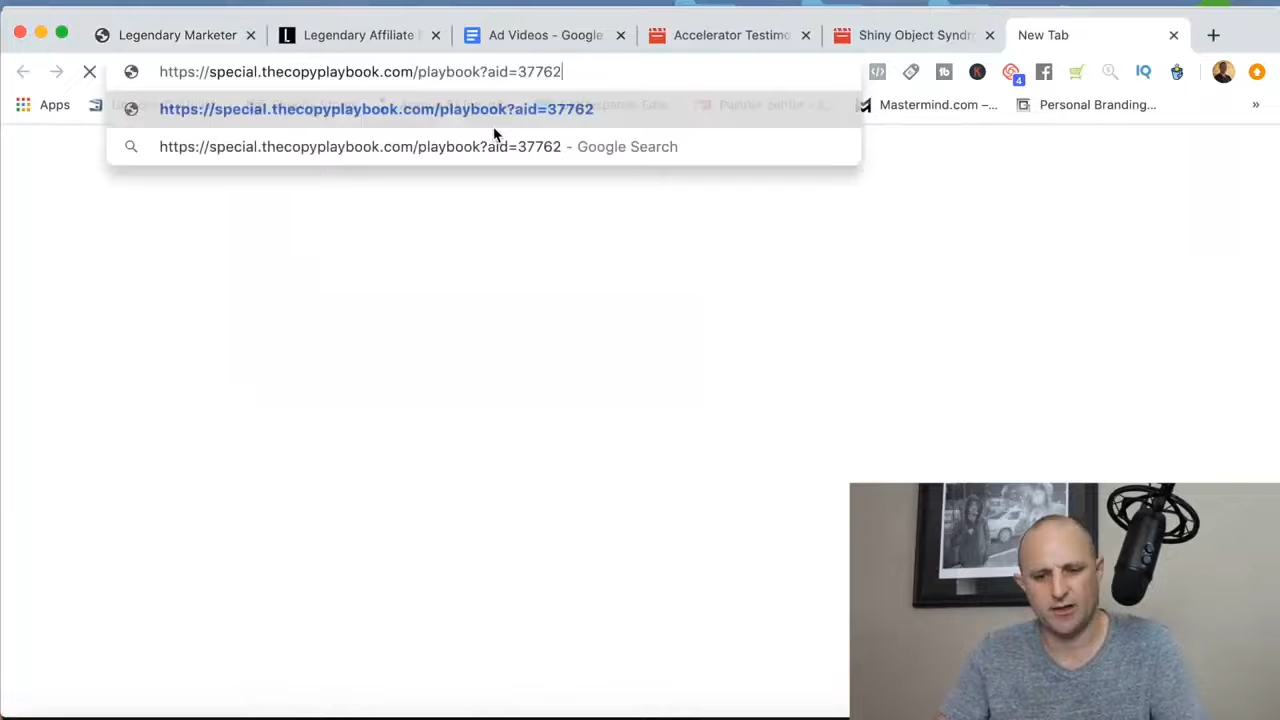 Legendary Marketer
Legendary Affiliate
Ad Videos - Google
Accelerator Testimo
Shiny Object Syndro
New Tab
https://special.thecopyplaybook.com/playbook?aid=37762
4
Apps
Mastermind.com –...
Personal Branding...
»
https://special.thecopyplaybook.com/playbook?aid=37762
https://special.thecopyplaybook.com/playbook?aid=37762 - Google Search